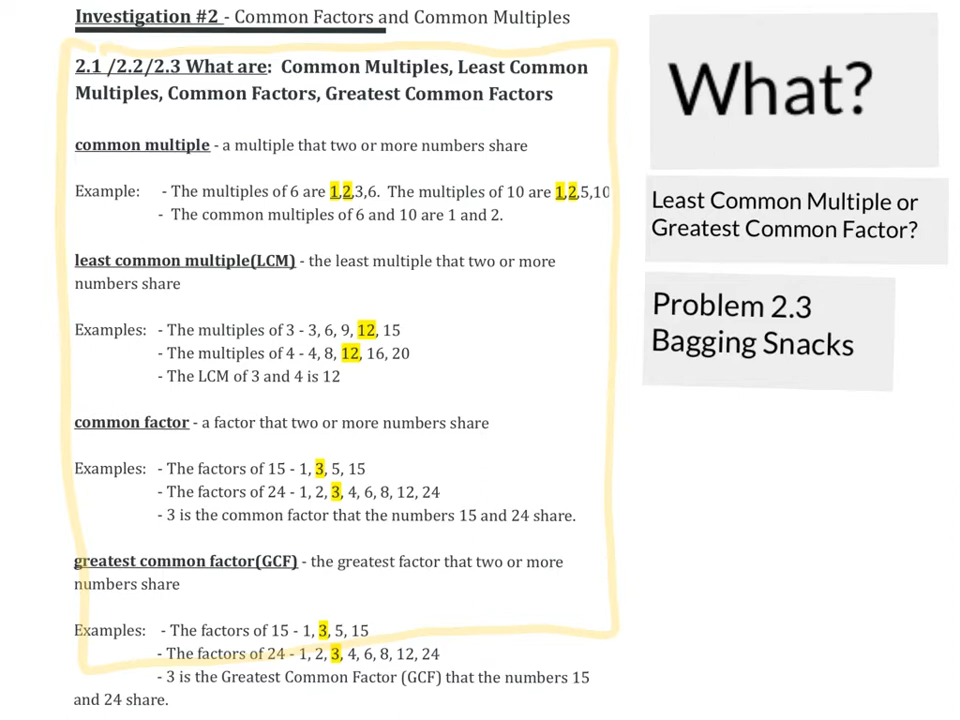 Investigation #2 - Common Factors and Common Multiples
2.1 /2.2/2.3 What are: Common Multiples, Least Common
Multiples, Common Factors, Greatest Common Factors
common multiple - a multiple that two or more numbers share
Example: - The multiples of 6 are 1,2,3,6. The multiples of 10 are 1,2,5,10
- The common multiples of 6 and 10 are 1 and 2.
least common multiple(LCM) - the least multiple that two or more
numbers share
Examples: - The multiples of 3 - 3, 6, 9, 12, 15
- The multiples of 4 - 4, 8, 12, 16, 20
- The LCM of 3 and 4 is 12
common factor - a factor that two or more numbers share
Examples: - The factors of 15 - 1, 3, 5, 15
- The factors of 24 - 1, 2, 3, 4, 6, 8, 12, 24
- 3 is the common factor that the numbers 15 and 24 share.
greatest common factor(GCF) - the greatest factor that two or more
numbers share
Examples: - The factors of 15 - 1, 3, 5, 15
- The factors of 24 - 1, 2, 3, 4, 6, 8, 12, 24
- 3 is the Greatest Common Factor (GCF) that the numbers 15
and 24 share.
What?
Least Common Multiple or
Greatest Common Factor?
Problem 2.3
Bagging Snacks